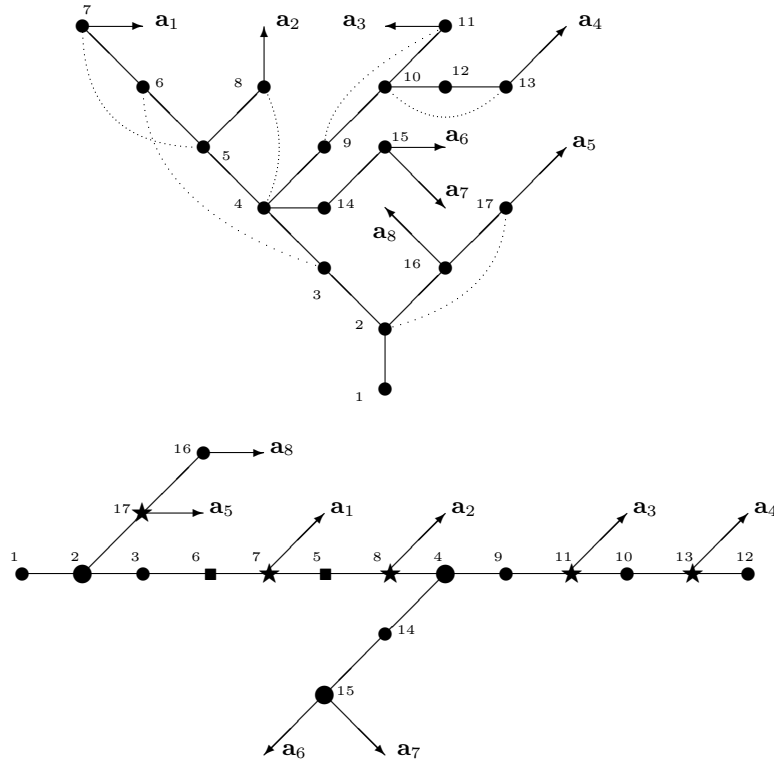 7 a₁ a₂ a₃ 11 a₄
6 8 10 12 13
5 9 15 a₆ a₅
a₇
4 14 17
a₈
3 16
2
1
16 a₈
17 a₅ a₁ a₂ a₃ a₄
1 2 3 6 7 5 8 4 9 11 10 13 12
14
15
a₆ a₇